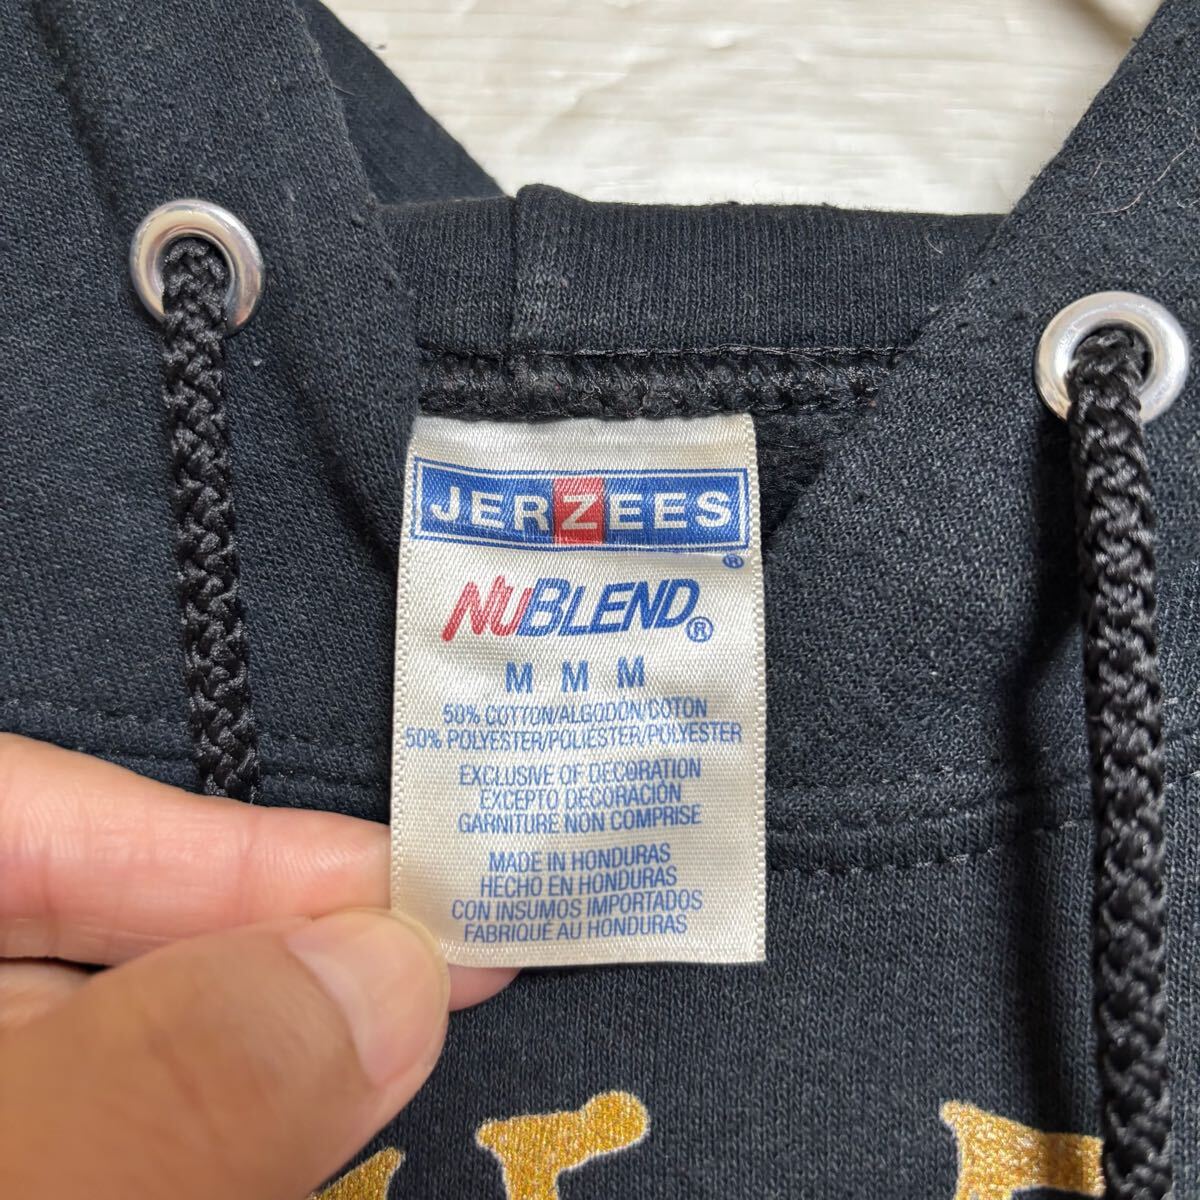 JERZEES
®
NUBLEND®
M M M
50% COTTON/ALGODON/COTON
50% POLYESTER/POLIESTER/POLYESTER
EXCLUSIVE OF DECORATION
EXCEPTO DECORACIÓN
GARNITURE NON COMPRISE
MADE IN HONDURAS
HECHO EN HONDURAS
CON INSUMOS IMPORTADOS
FABRIQUÉ AU HONDURAS